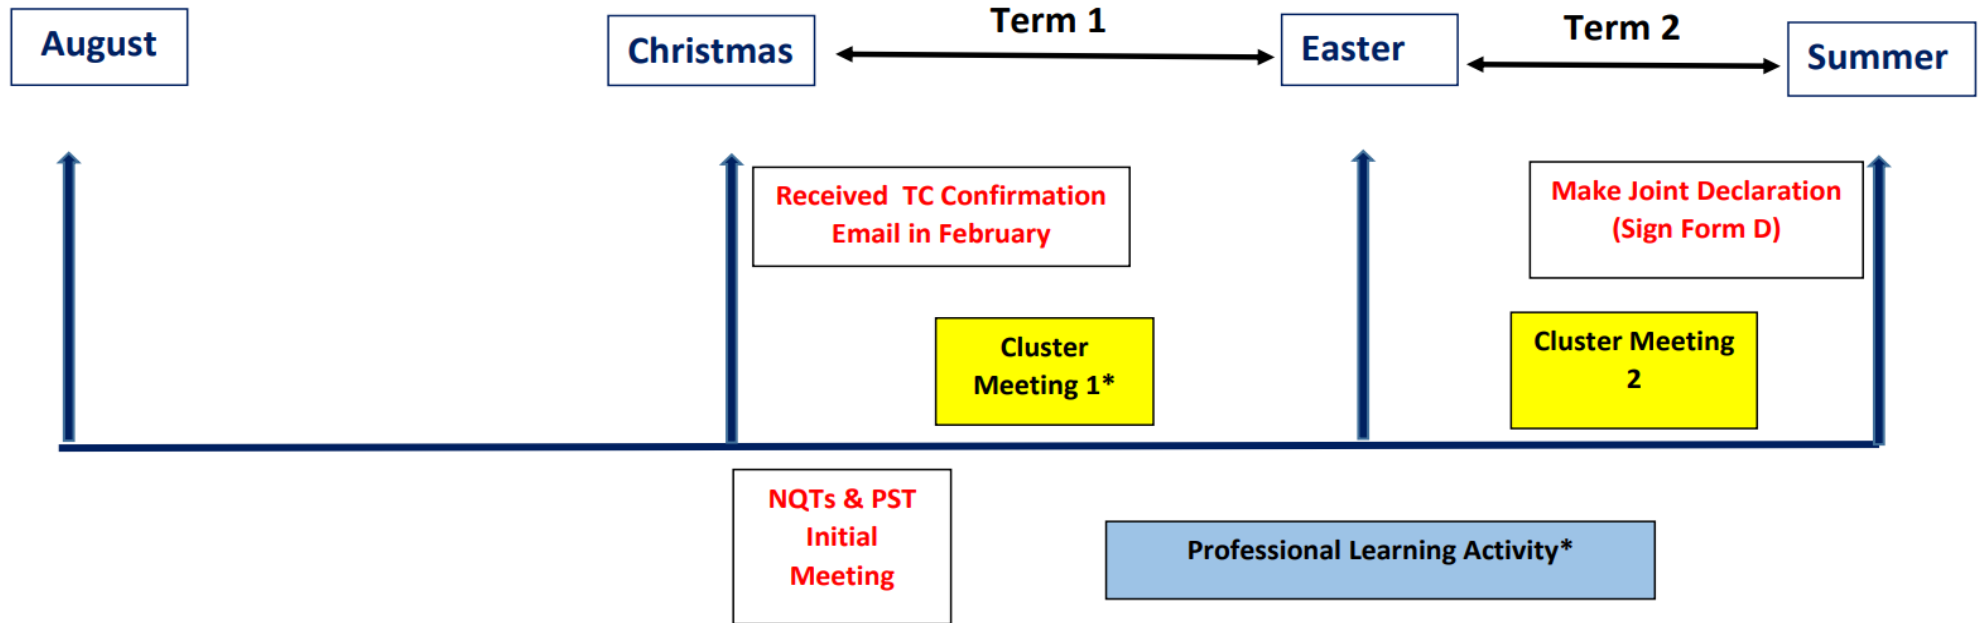 August
Christmas
Term 1
Easter
Term 2
Summer
Received TC Confirmation
Email in February
Make Joint Declaration
(Sign Form D)
Cluster
Meeting 1*
Cluster Meeting
2
NQTs & PST
Initial
Meeting
Professional Learning Activity*